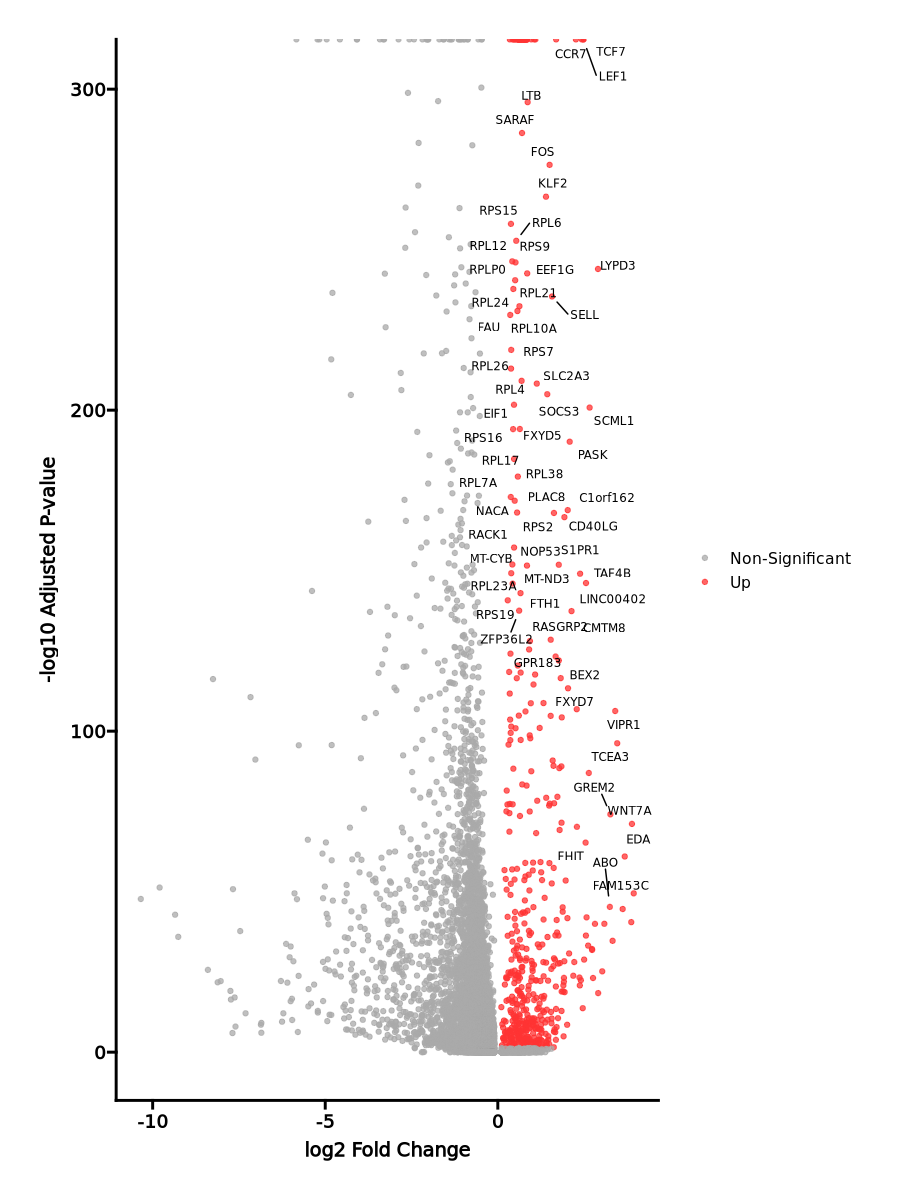 CCR7 TCF7
LEF1
300
LTB
SARAF
FOS
KLF2
RPS15
RPL6
RPL12 RPS9
RPLP0 EEF1G LYPD3
RPL24 RPL21
SELL
FAU RPL10A
RPS7
RPL26 SLC2A3
RPL4
200
EIF1 SOCS3
SCML1
RPS16 FXYD5
PASK
RPL17
RPL38
RPL7A
PLAC8 C1orf162
NACA
RPS2 CD40LG
RACK1
MT-CYB NOP53 S1PR1
MT-ND3 TAF4B
RPL23A
FTH1 LINC00402
RPS19
ZFP36L2 RASGRP2 CMTM8
GPR183
BEX2
FXYD7
VIPR1
100
TCEA3
GREM2
WNT7A
EDA
FHIT ABO
FAM153C
0
-10 -5 0
log2 Fold Change
-log10 Adjusted P-value
Non-Significant
Up